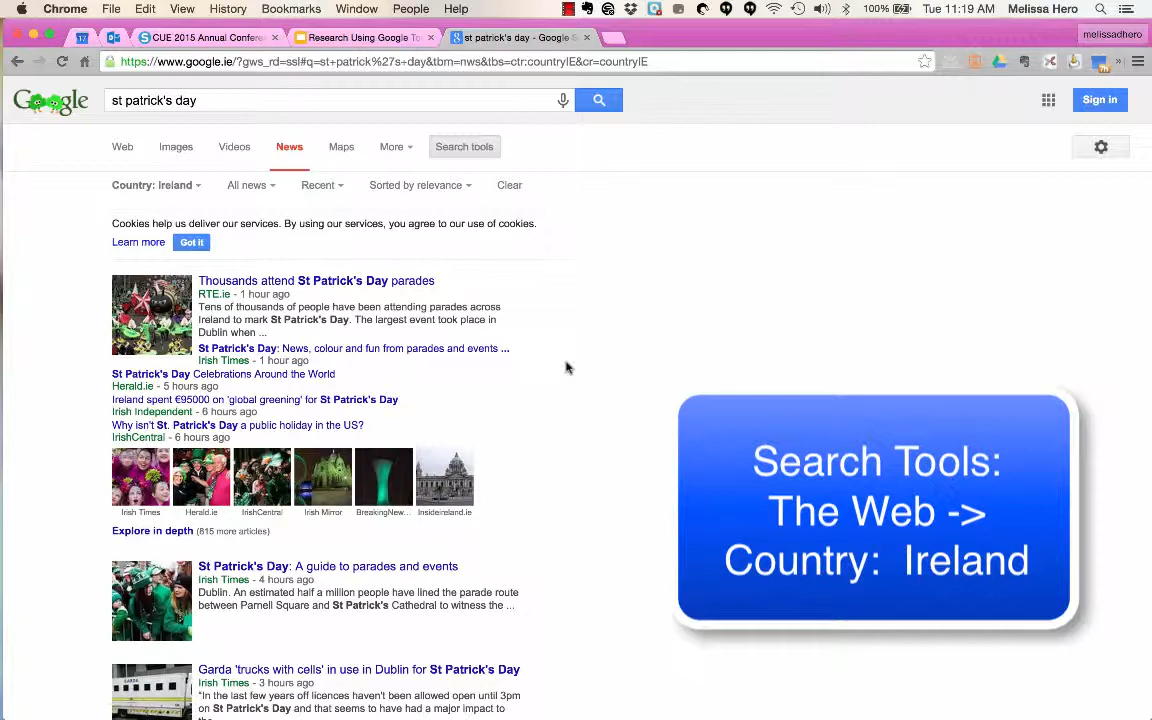 Chrome File Edit View History Bookmarks Window People Help 100% Tue 11:19 AM Melissa Hero
17 CUE 2015 Annual Confere × Research Using Google To × st patrick's day - Google S × melissadhero
https://www.google.ie/?gws_rd=ssl#q=st+patrick%27s+day&tbm=nws&tbs=ctr:countryIE&cr=countryIE
Google st patrick's day Sign in
Web Images Videos News Maps More Search tools
Country: Ireland All news Recent Sorted by relevance Clear
Cookies help us deliver our services. By using our services, you agree to our use of cookies.
Learn more Got it
Thousands attend St Patrick's Day parades
RTE.ie - 1 hour ago
Tens of thousands of people have been attending parades across
Ireland to mark St Patrick's Day. The largest event took place in
Dublin when ...
St Patrick's Day: News, colour and fun from parades and events ...
Irish Times - 1 hour ago
St Patrick's Day Celebrations Around the World
Herald.ie - 5 hours ago
Ireland spent €95000 on 'global greening' for St Patrick's Day
Irish Independent - 6 hours ago
Why isn't St. Patrick's Day a public holiday in the US?
IrishCentral - 6 hours ago
Irish Times Herald.ie IrishCentral Irish Mirror BreakingNew... Insideireland.ie
Explore in depth (815 more articles)
St Patrick's Day: A guide to parades and events
Irish Times - 4 hours ago
Dublin. An estimated half a million people have lined the parade route
between Parnell Square and St Patrick's Cathedral to witness the ...
Garda 'trucks with cells' in use in Dublin for St Patrick's Day
Irish Times - 3 hours ago
"In the last few years off licences haven't been allowed open until 3pm
on St Patrick's Day and that seems to have had a major impact to
Search Tools:
The Web ->
Country: Ireland